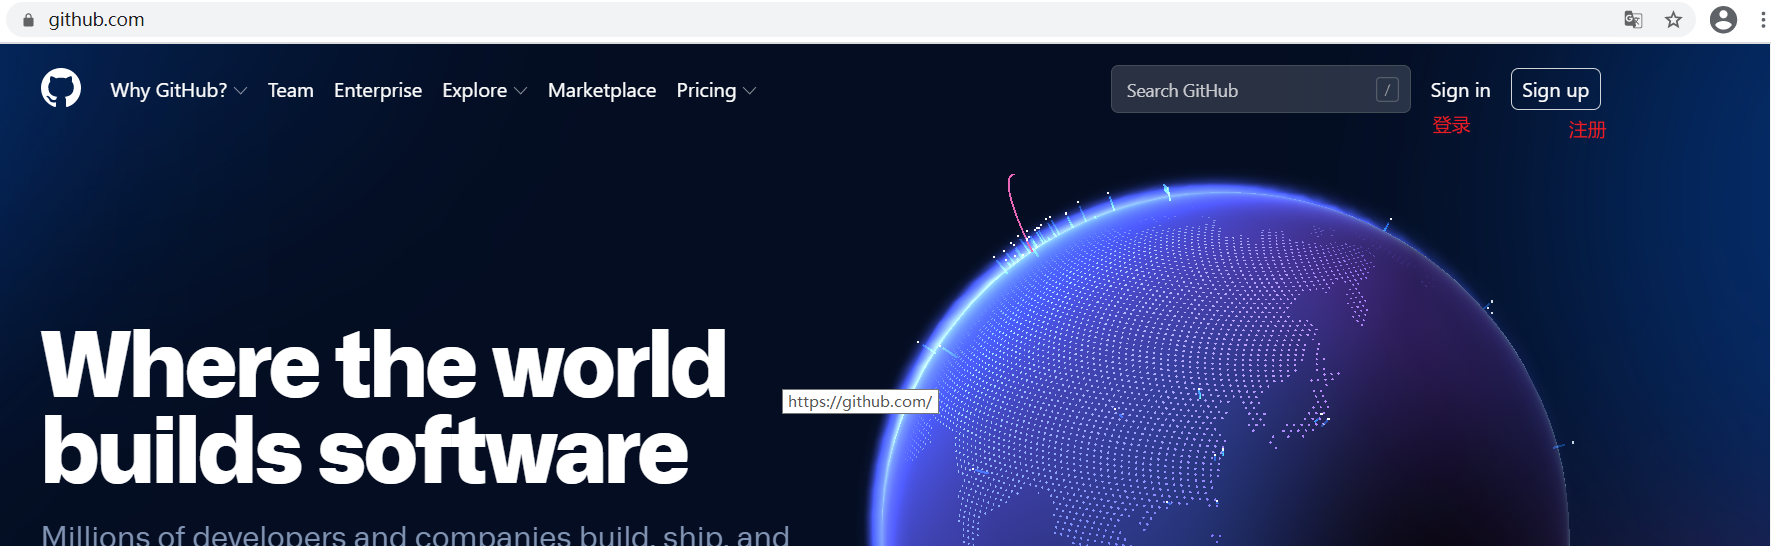 github.com
Why GitHub? Team Enterprise Explore Marketplace Pricing Search GitHub / Sign in Sign up
登录 注册
Where the world
builds software
https://github.com/
Millions of developers and companies build, ship, and